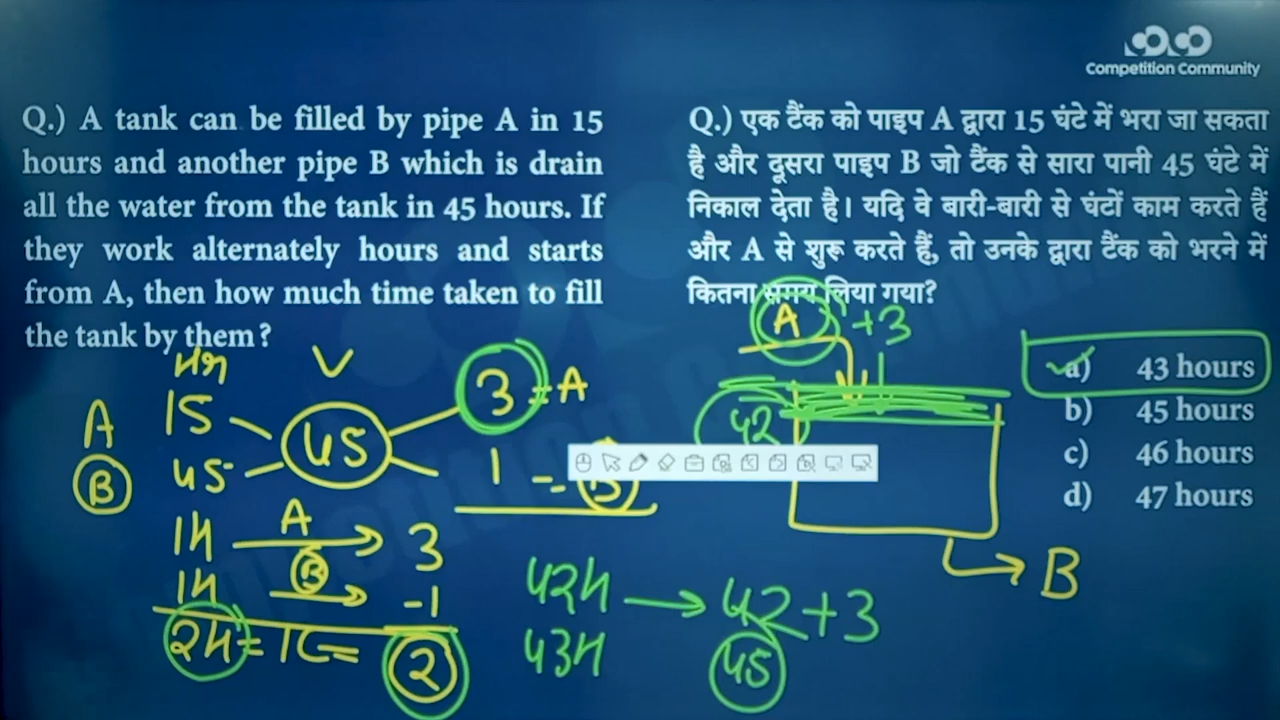 Competition Community
Q.) A tank can be filled by pipe A in 15
hours and another pipe B which is drain
all the water from the tank in 45 hours. If
they work alternately hours and starts
from A, then how much time taken to fill
the tank by them?
Q.) एक टैंक को पाइप A द्वारा 15 घंटे में भरा जा सकता
है और दूसरा पाइप B जो टैंक से सारा पानी 45 घंटे में
निकाल देता है। यदि वे बारी-बारी से घंटों काम करते हैं
और A से शुरू करते हैं, तो उनके द्वारा टैंक को भरने में
कितना समय लिया गया?
a) 43 hours
b) 45 hours
c) 46 hours
d) 47 hours
Hr V
A 15 45 3 = A
B 45 1 =
1H A 3
1H B -1
2H = 1C = 2
A +3
42
B
42H → 42+3
43H 45